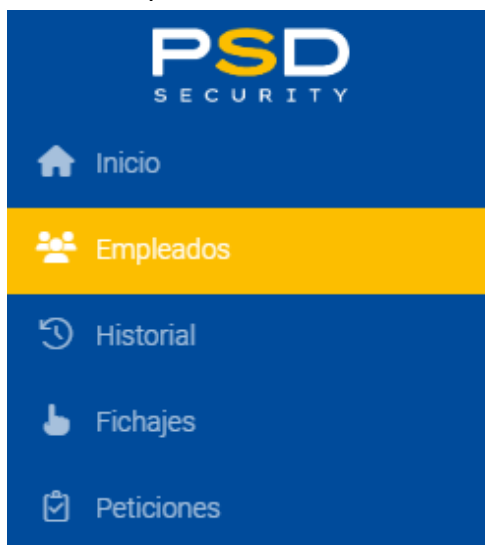 PSD
SECURITY
Inicio
Empleados
Historial
Fichajes
Peticiones